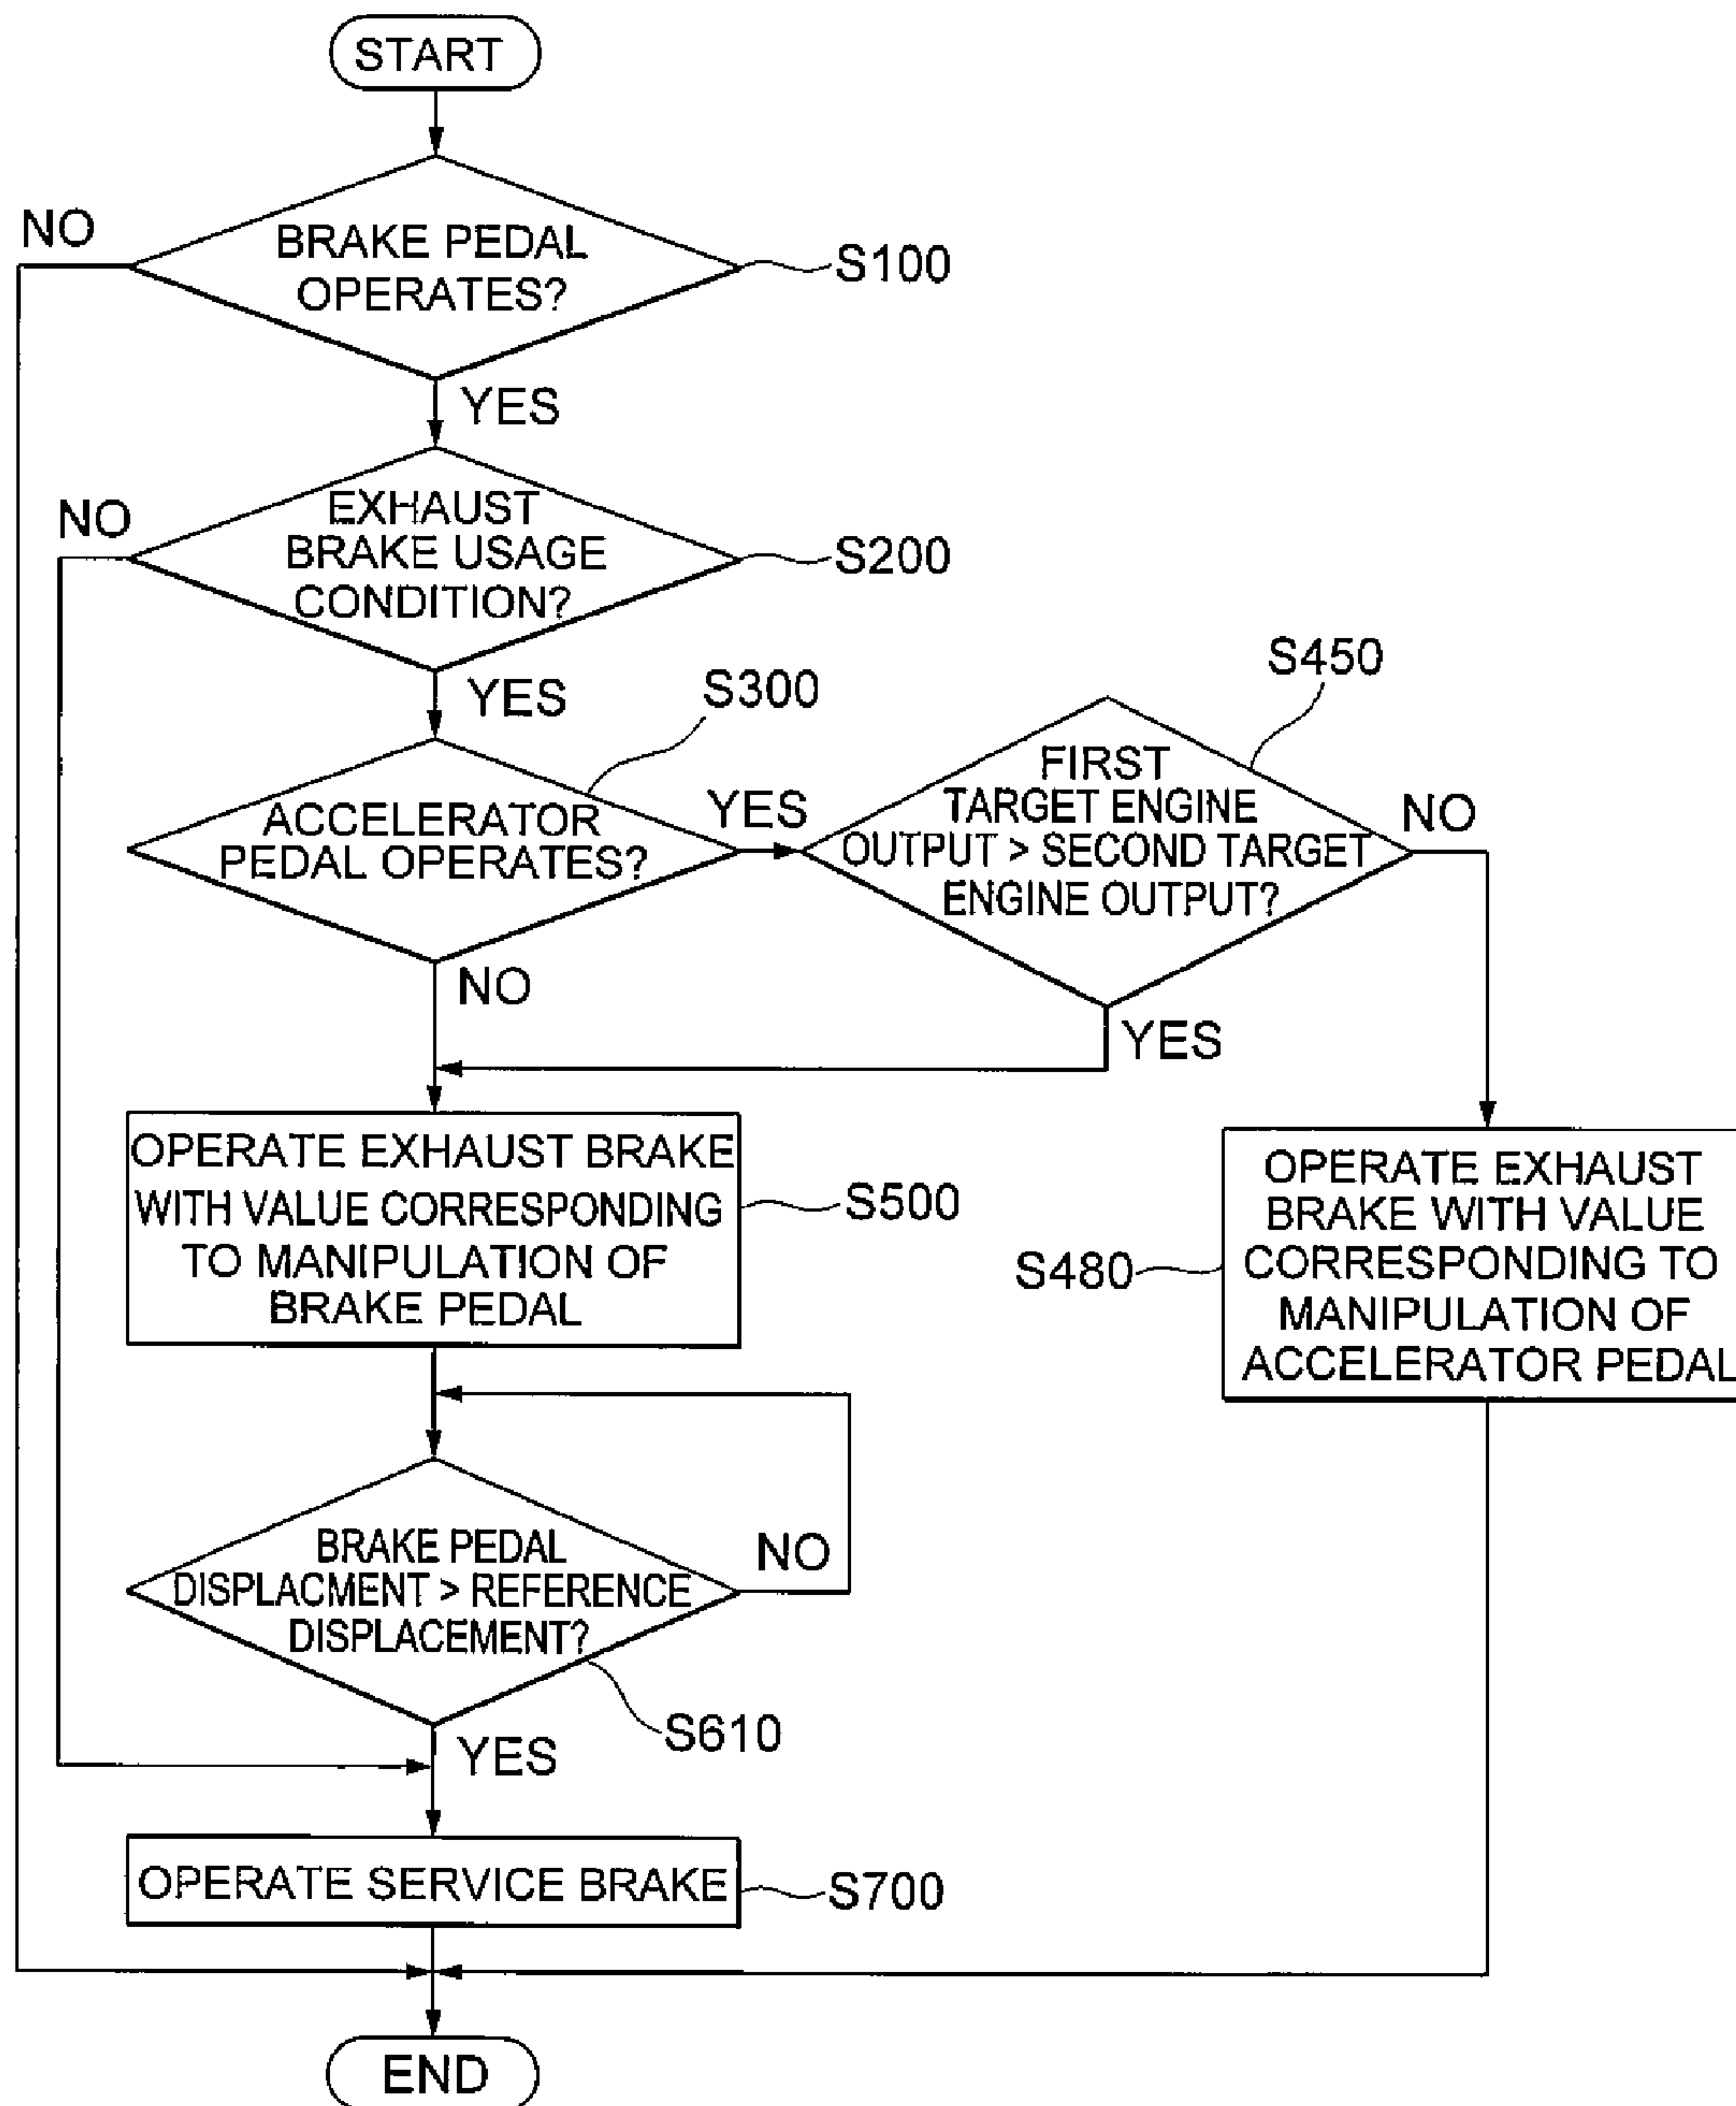 START
NO
BRAKE PEDAL
OPERATES?
S100
YES
NO
EXHAUST
BRAKE USAGE
CONDITION?
S200
YES
S300
ACCELERATOR
PEDAL OPERATES?
YES
NO
S450
FIRST
TARGET ENGINE
OUTPUT > SECOND TARGET
ENGINE OUTPUT?
NO
YES
OPERATE EXHAUST BRAKE
WITH VALUE CORRESPONDING
TO MANIPULATION OF
BRAKE PEDAL
S500
S480
OPERATE EXHAUST
BRAKE WITH VALUE
CORRESPONDING TO
MANIPULATION OF
ACCELERATOR PEDAL
BRAKE PEDAL
DISPLACMENT > REFERENCE
DISPLACEMENT?
NO
S610
YES
OPERATE SERVICE BRAKE
S700
END